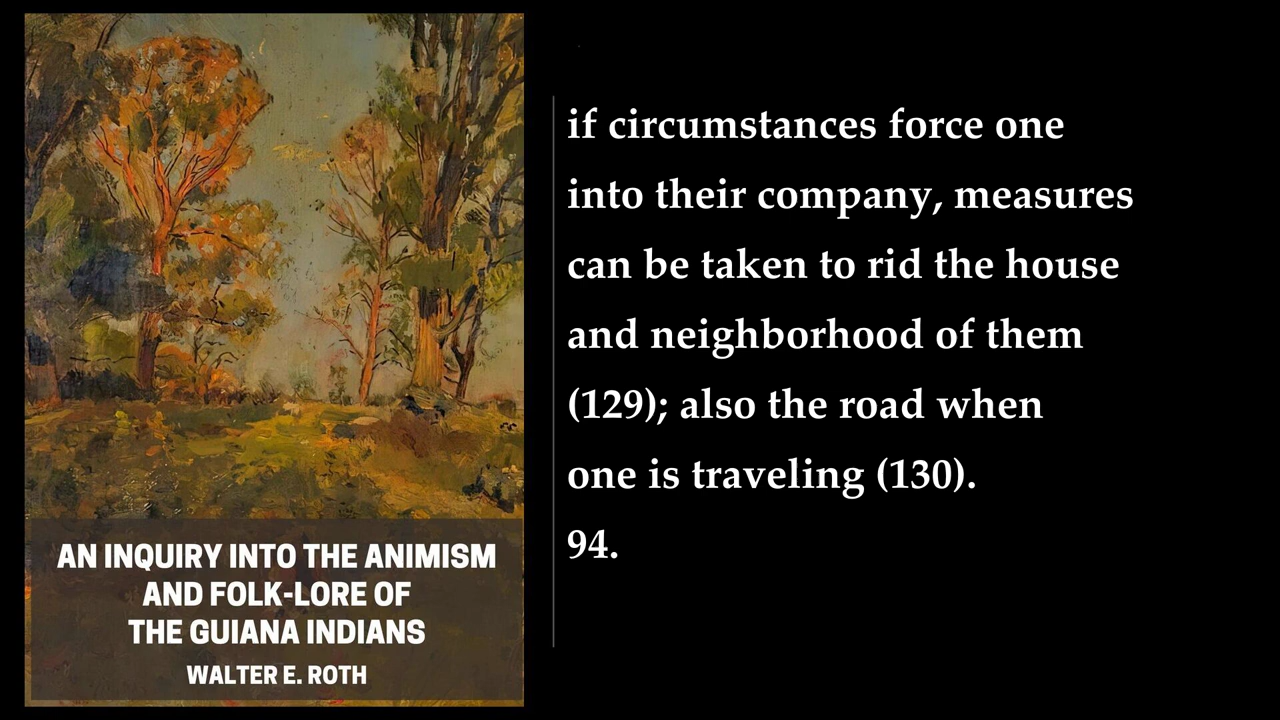 AN INQUIRY INTO THE ANIMISM
AND FOLK-LORE OF
THE GUIANA INDIANS
WALTER E. ROTH
if circumstances force one
into their company, measures
can be taken to rid the house
and neighborhood of them
(129); also the road when
one is traveling (130).
94.